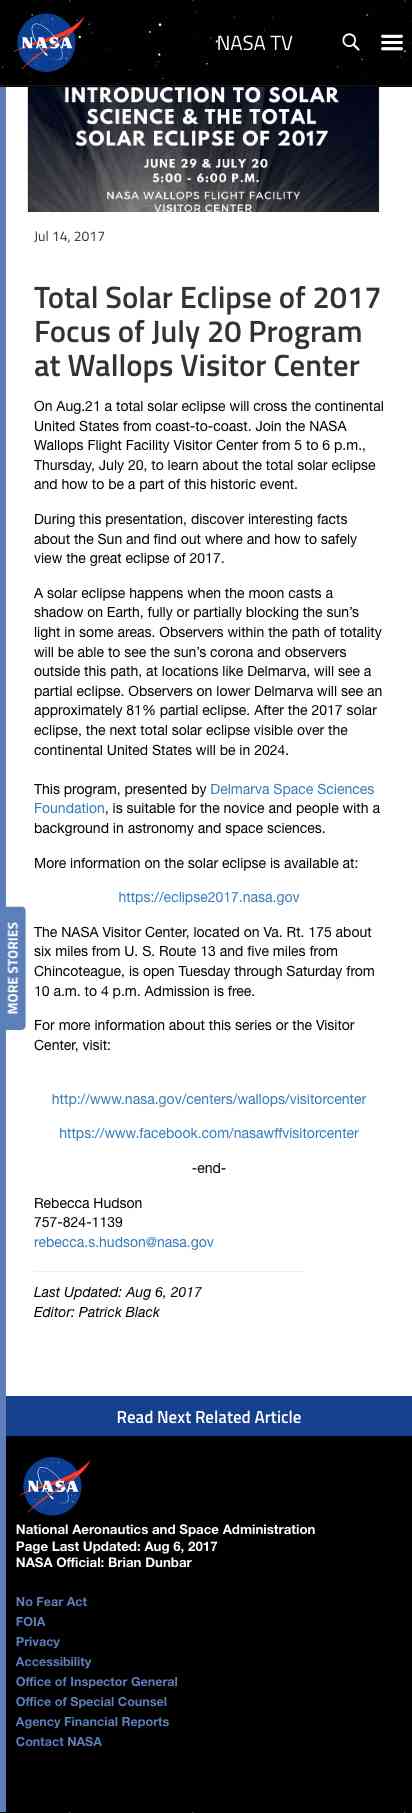 NASA
NASA TV
INTRODUCTION TO SOLAR
SCIENCE & THE TOTAL
SOLAR ECLIPSE OF 2017
JUNE 29 & JULY 20
5:00 - 6:00 P.M.
NASA WALLOPS FLIGHT FACILITY
VISITOR CENTER
Jul 14, 2017
Total Solar Eclipse of 2017
Focus of July 20 Program
at Wallops Visitor Center
On Aug.21 a total solar eclipse will cross the continental
United States from coast-to-coast. Join the NASA
Wallops Flight Facility Visitor Center from 5 to 6 p.m.,
Thursday, July 20, to learn about the total solar eclipse
and how to be a part of this historic event.
During this presentation, discover interesting facts
about the Sun and find out where and how to safely
view the great eclipse of 2017.
A solar eclipse happens when the moon casts a
shadow on Earth, fully or partially blocking the sun's
light in some areas. Observers within the path of totality
will be able to see the sun's corona and observers
outside this path, at locations like Delmarva, will see a
partial eclipse. Observers on lower Delmarva will see an
approximately 81% partial eclipse. After the 2017 solar
eclipse, the next total solar eclipse visible over the
continental United States will be in 2024.
This program, presented by Delmarva Space Sciences
Foundation, is suitable for the novice and people with a
background in astronomy and space sciences.
More information on the solar eclipse is available at:
https://eclipse2017.nasa.gov
MORE STORIES
The NASA Visitor Center, located on Va. Rt. 175 about
six miles from U. S. Route 13 and five miles from
Chincoteague, is open Tuesday through Saturday from
10 a.m. to 4 p.m. Admission is free.
For more information about this series or the Visitor
Center, visit:
http://www.nasa.gov/centers/wallops/visitorcenter
https://www.facebook.com/nasawffvisitorcenter
-end-
Rebecca Hudson
757-824-1139
rebecca.s.hudson@nasa.gov
Last Updated: Aug 6, 2017
Editor: Patrick Black
Read Next Related Article
NASA
National Aeronautics and Space Administration
Page Last Updated: Aug 6, 2017
NASA Official: Brian Dunbar
No Fear Act
FOIA
Privacy
Accessibility
Office of Inspector General
Office of Special Counsel
Agency Financial Reports
Contact NASA